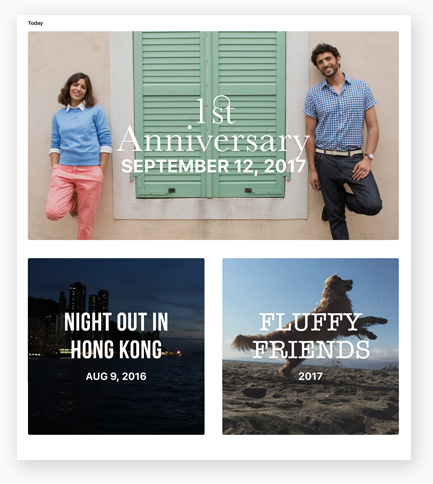 Today
1st
Anniversary
SEPTEMBER 12, 2017
NIGHT OUT IN
HONG KONG
AUG 9, 2016
FLUFFY
FRIENDS
2017